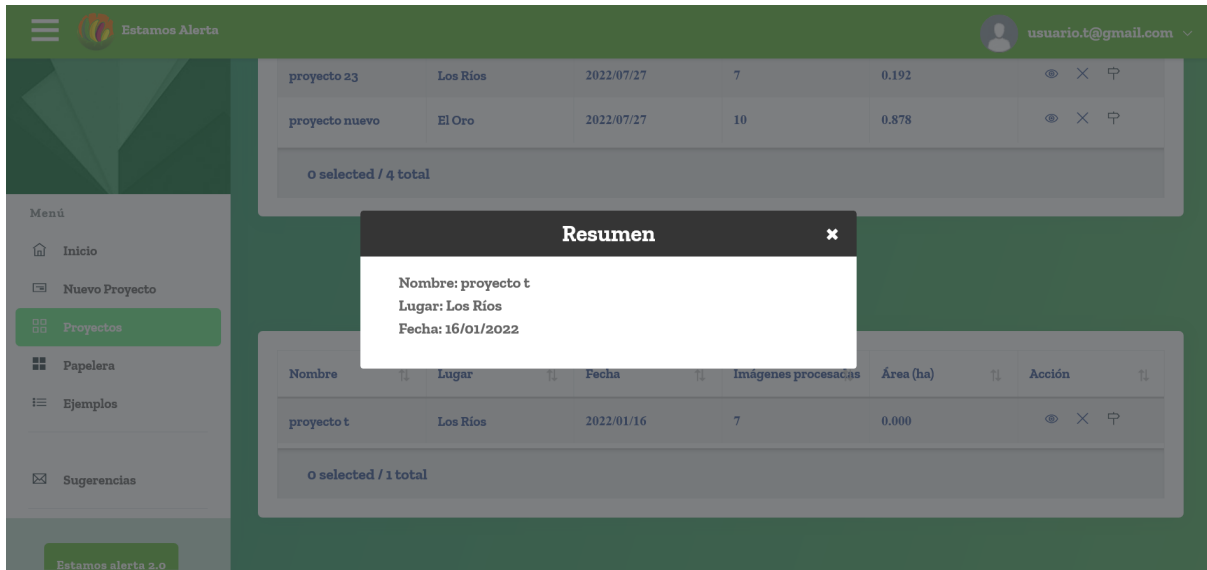 Estamos Alerta
usuario.t@gmail.com
proyecto 23 Los Ríos 2022/07/27 7 0.192
proyecto nuevo El Oro 2022/07/27 10 0.878
0 selected / 4 total
Menú
Inicio
Nuevo Proyecto
Proyectos
Papelera
Ejemplos
Sugerencias
Estamos alerta 2.0
Resumen
Nombre: proyecto t
Lugar: Los Ríos
Fecha: 16/01/2022
Nombre Lugar Fecha Imágenes procesadas Área (ha) Acción
proyecto t Los Ríos 2022/01/16 7 0.000
0 selected / 1 total